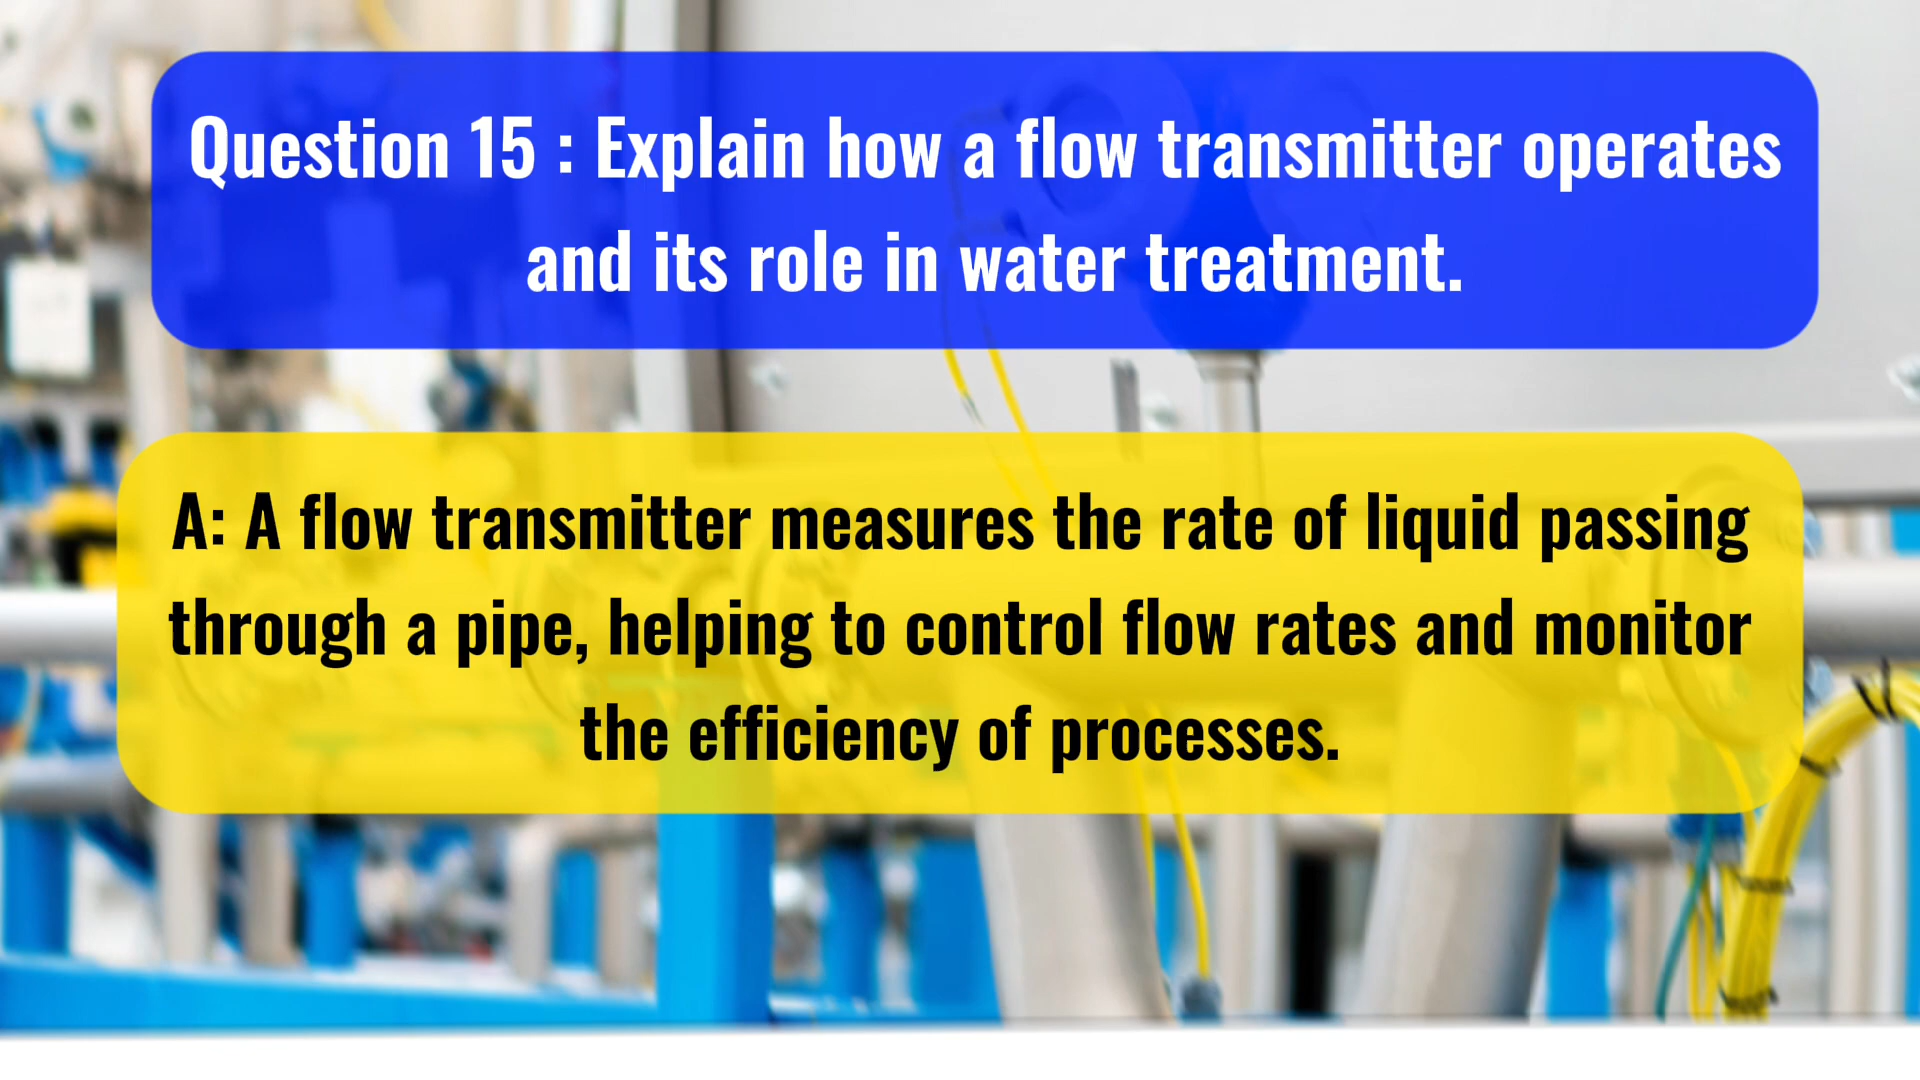 Question 15 : Explain how a flow transmitter operates
and its role in water treatment.
A: A flow transmitter measures the rate of liquid passing
through a pipe, helping to control flow rates and monitor
the efficiency of processes.